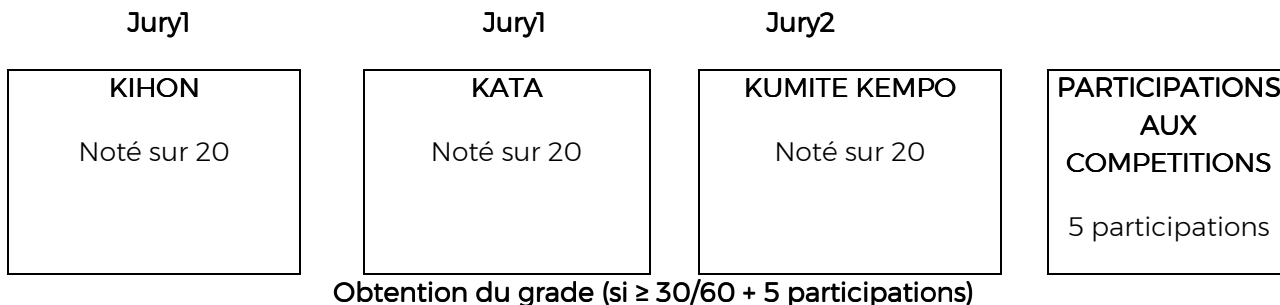 Jury1 Jury1 Jury2
KIHON
Noté sur 20
KATA
Noté sur 20
KUMITE KEMPO
Noté sur 20
PARTICIPATIONS
AUX
COMPETITIONS
5 participations
Obtention du grade (si ≥ 30/60 + 5 participations)